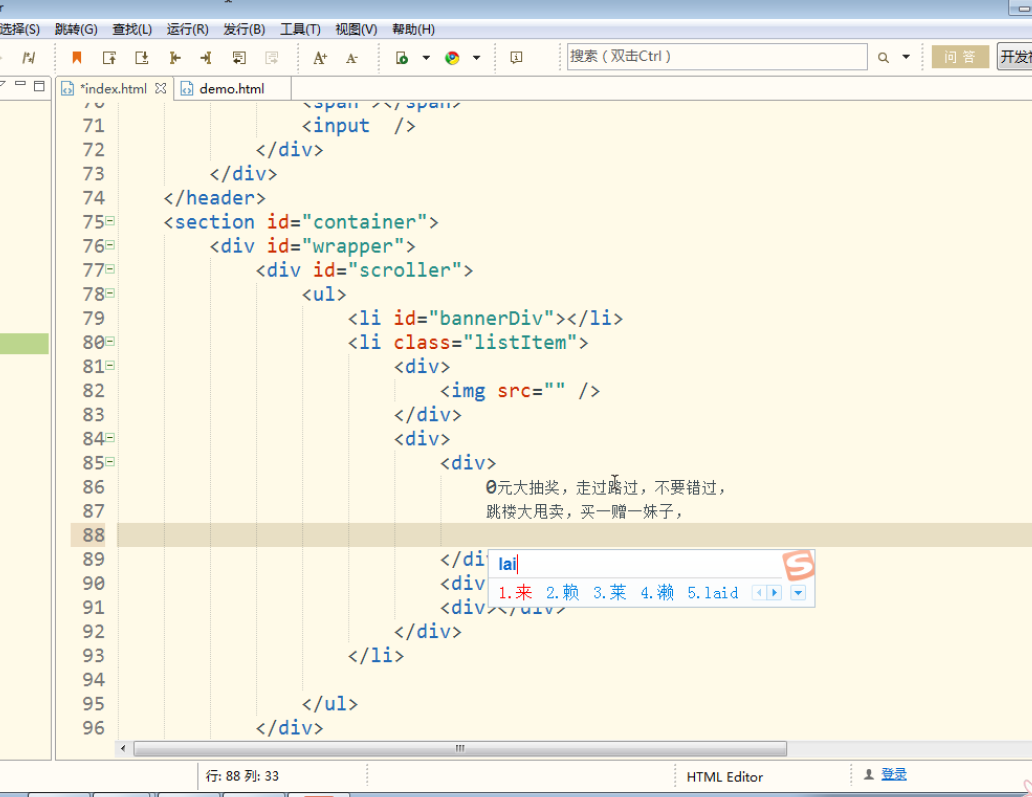 选择(S) 跳转(G) 查找(L) 运行(R) 发行(B) 工具(T) 视图(V) 帮助(H)
搜索（双击Ctrl） 问答
*index.html demo.html
70 <span ></span>
71 <input />
72 </div>
73 </div>
74 </header>
75 <section id="container">
76 <div id="wrapper">
77 <div id="scroller">
78 <ul>
79 <li id="bannerDiv"></li>
80 <li class="listItem">
81 <div>
82 <img src="" />
83 </div>
84 <div>
85 <div>
86 0元大抽奖，走过路过，不要错过，
87 跳楼大甩卖，买一赠一妹子，
88
89 </di
lai
90 <div
1.来 2.赖 3.莱 4.濑 5.laid
91 <div></div>
92 </div>
93 </li>
94
95 </ul>
96 </div>
行: 88 列: 33 HTML Editor 登录